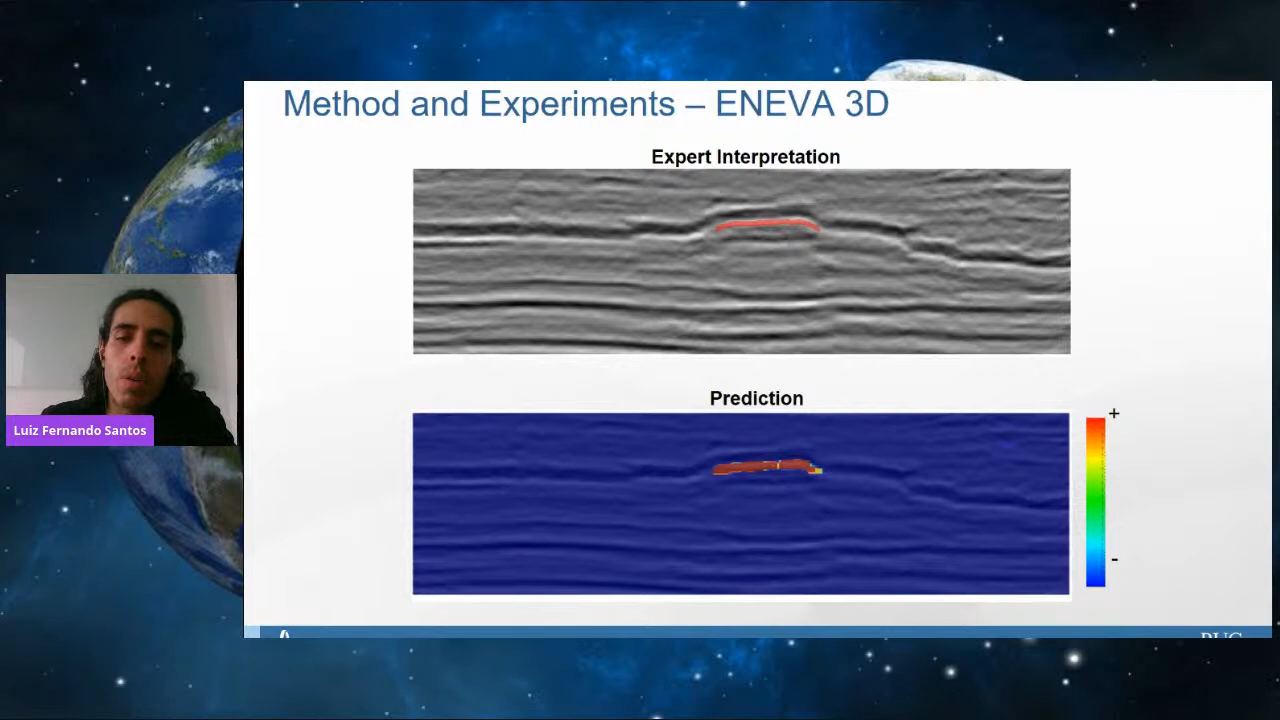 Method and Experiments – ENEVA 3D
Expert Interpretation
Luiz Fernando Santos
Prediction
+
-